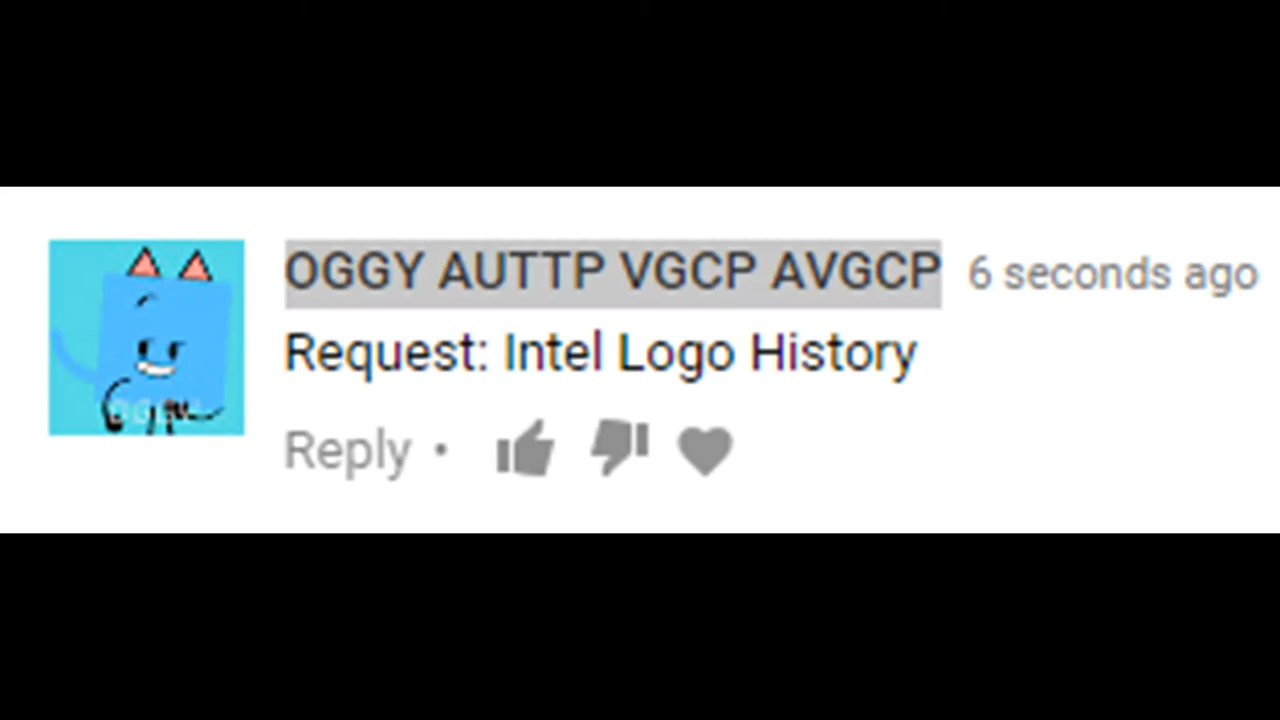 OGGY AUTTP VGCP AVGCP 6 seconds ago
Request: Intel Logo History
Reply •